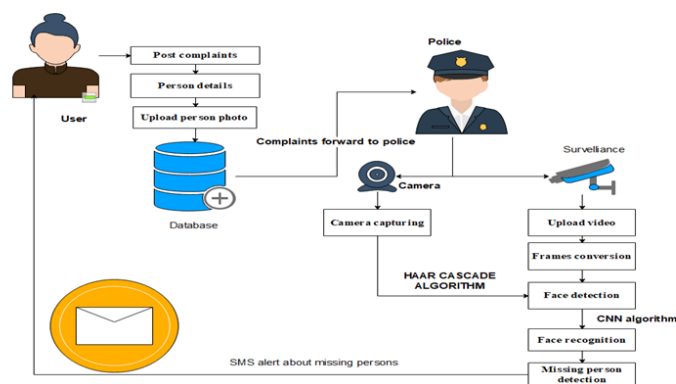 Post complaints
Person details
Upload person photo
User
Database
Police
Complaints forward to police
Camera
Survelliance
Camera capturing
Upload video
Frames conversion
HAAR CASCADE
ALGORITHM
Face detection
CNN algorithm
Face recognition
Missing person
detection
SMS alert about missing persons